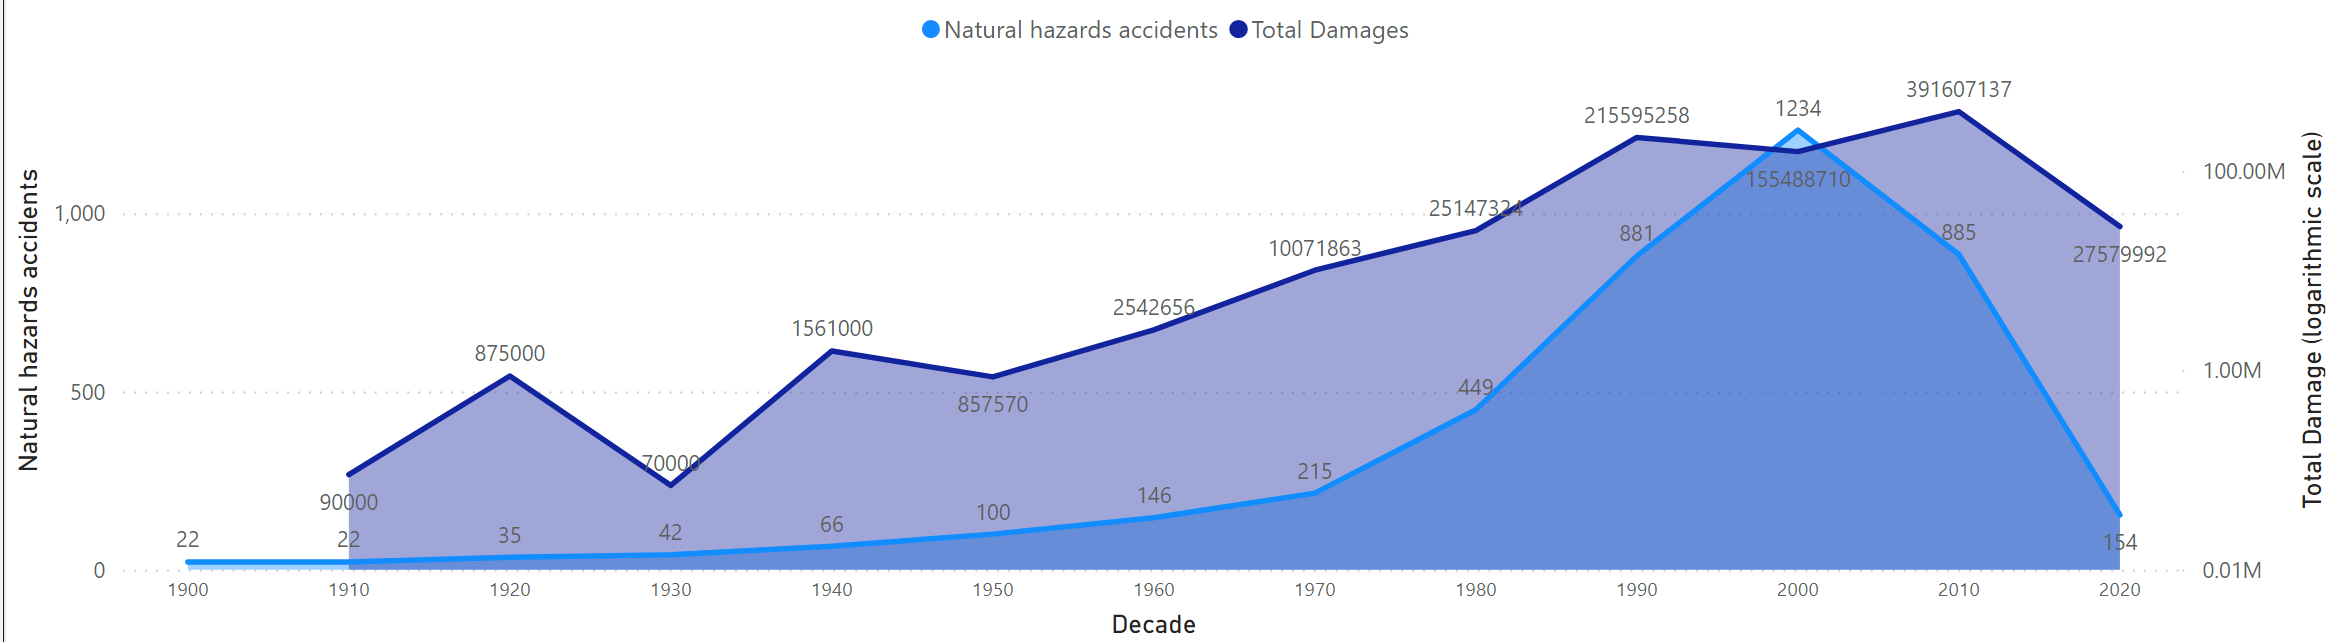 Natural hazards accidents Total Damages
Natural hazards accidents
1,000
500
0
22 22 35 42 66 100 146 215 449 881 1234 885 154
90000 875000 70000 1561000 857570 2542656 10071863 25147324 215595258 155488710 391607137 27579992
100.00M
1.00M
0.01M
Total Damage (logarithmic scale)
1900 1910 1920 1930 1940 1950 1960 1970 1980 1990 2000 2010 2020
Decade